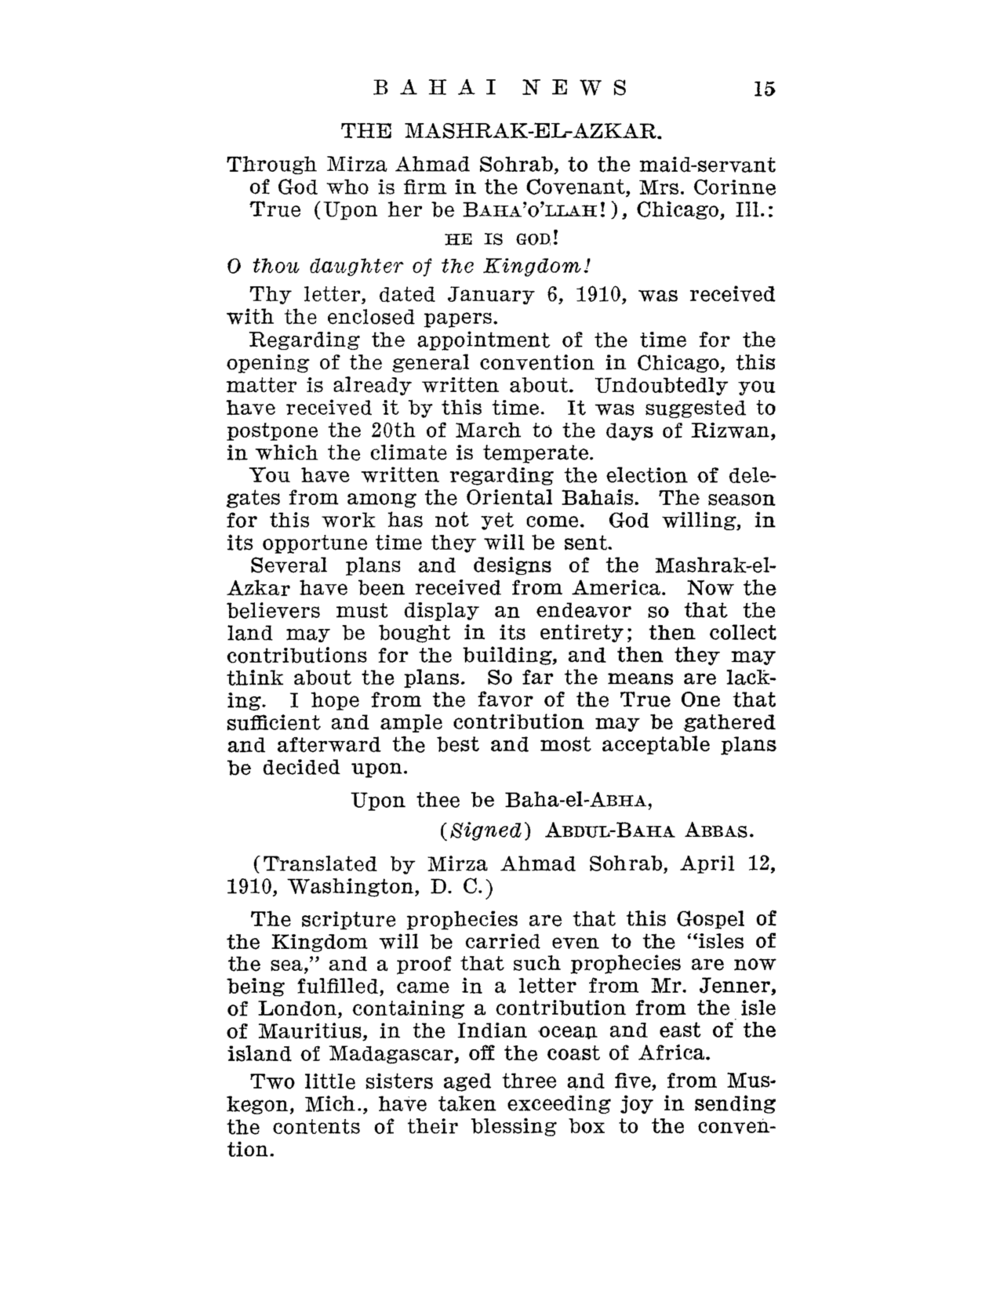 BAHAI NEWS 15
THE MASHRAK-EL-AZKAR.
Through Mirza Ahmad Sohrab, to the maid-servant
of God who is firm in the Covenant, Mrs. Corinne
True (Upon her be BAHA'O'LLAH!), Chicago, Ill.:
HE IS GOD!
O thou daughter of the Kingdom!
Thy letter, dated January 6, 1910, was received
with the enclosed papers.
Regarding the appointment of the time for the
opening of the general convention in Chicago, this
matter is already written about. Undoubtedly you
have received it by this time. It was suggested to
postpone the 20th of March to the days of Rizwan,
in which the climate is temperate.
You have written regarding the election of dele-
gates from among the Oriental Bahais. The season
for this work has not yet come. God willing, in
its opportune time they will be sent.
Several plans and designs of the Mashrak-el-
Azkar have been received from America. Now the
believers must display an endeavor so that the
land may be bought in its entirety; then collect
contributions for the building, and then they may
think about the plans. So far the means are lack-
ing. I hope from the favor of the True One that
sufficient and ample contribution may be gathered
and afterward the best and most acceptable plans
be decided upon.
Upon thee be Baha-el-ABHA,
(Signed) ABDUL-BAHA ABBAS.
(Translated by Mirza Ahmad Sohrab, April 12,
1910, Washington, D. C.)
The scripture prophecies are that this Gospel of
the Kingdom will be carried even to the "isles of
the sea," and a proof that such prophecies are now
being fulfilled, came in a letter from Mr. Jenner,
of London, containing a contribution from the isle
of Mauritius, in the Indian ocean and east of the
island of Madagascar, off the coast of Africa.
Two little sisters aged three and five, from Mus-
kegon, Mich., have taken exceeding joy in sending
the contents of their blessing box to the conven-
tion.